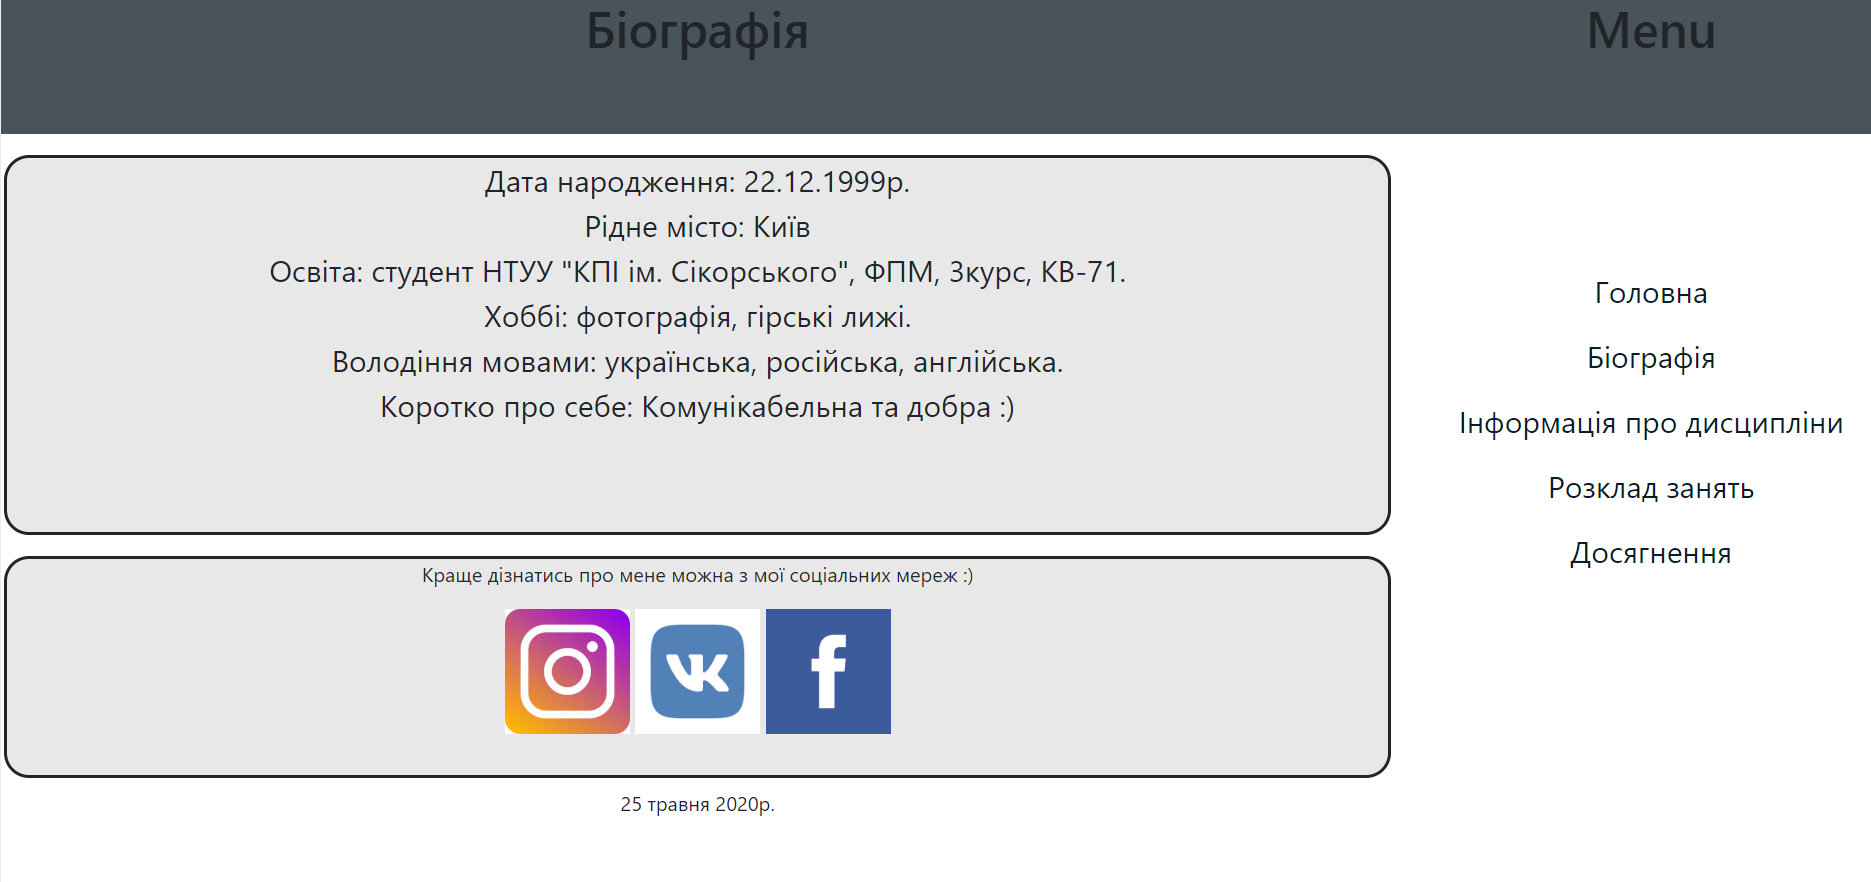 Біографія
Menu
Дата народження: 22.12.1999р.
Рідне місто: Київ
Освіта: студент НТУУ "КПІ ім. Сікорського", ФПМ, 3курс, КВ-71.
Хоббі: фотографія, гірські лижі.
Володіння мовами: українська, російська, англійська.
Коротко про себе: Комунікабельна та добра :)
Краще дізнатись про мене можна з мої соціальних мереж :)
25 травня 2020р.
Головна
Біографія
Інформація про дисципліни
Розклад занять
Досягнення